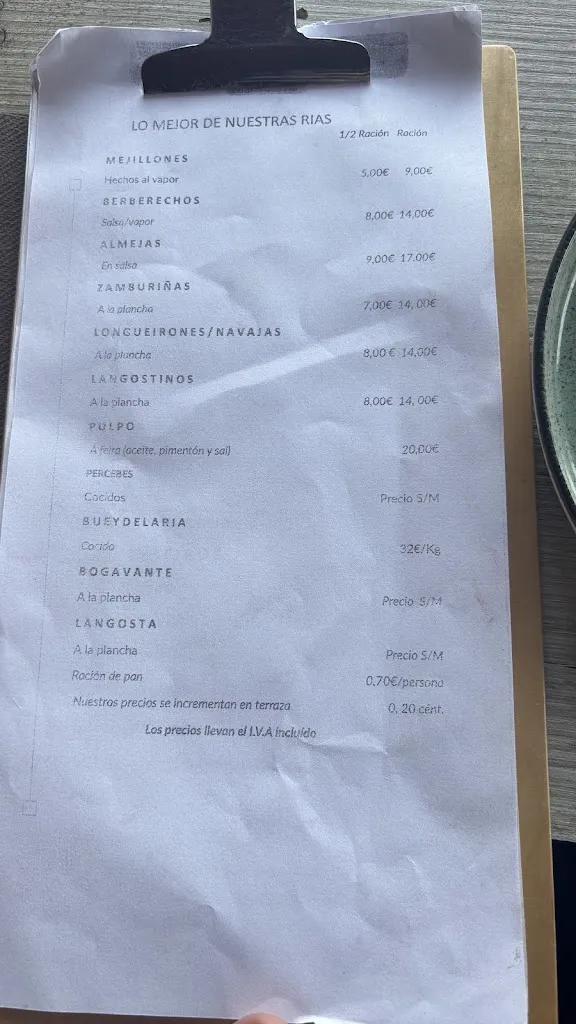 LO MEJOR DE NUESTRAS RIAS
1/2 Ración Ración
MEJILLONES
Hechos al vapor 5,00€ 9,00€
BERBERECHOS
Salsa/vapor 8,00€ 14,00€
ALMEJAS
En salsa 9,00€ 17.00€
ZAMBURIÑAS
A la plancha 7,00€ 14, 00€
LONGUEIRONES/NAVAJAS
A la plancha 8,00 € 14,00€
LANGOSTINOS
A la plancha 8,00€ 14, 00€
PULPO
A feira (aceite, pimentón y sal) 20,00€
PERCEBES
Cocidos Precio S/M
BUEYDELARIA
Cocido 32€/Kg
BOGAVANTE
A la plancha Precio S/M
LANGOSTA
A la plancha Precio S/M
Ración de pan 0,70€/persona
Nuestros precios se incrementan en terraza 0, 20 cént.
Los precios llevan el I.V.A incluido